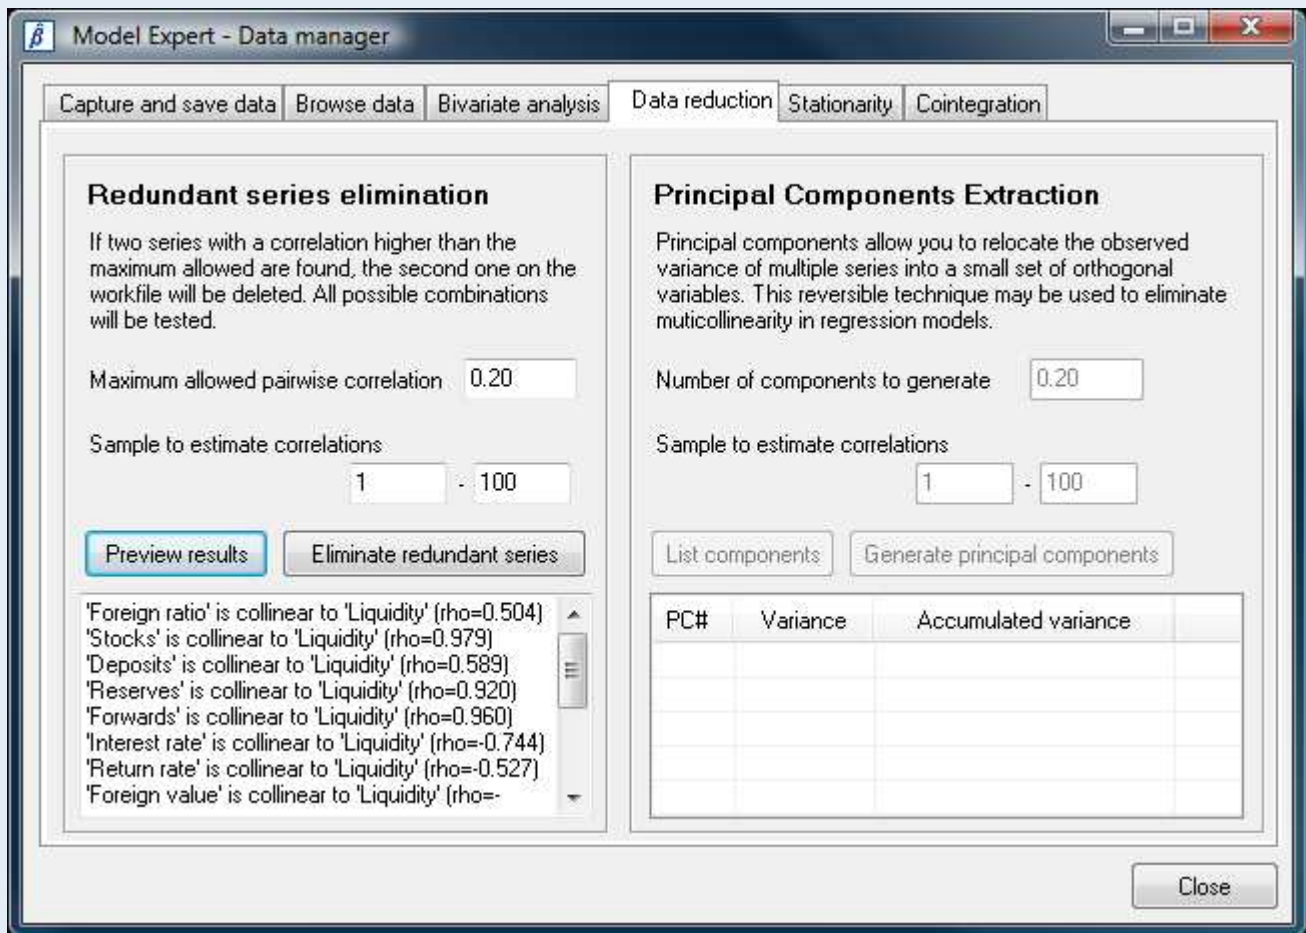 β̂ Model Expert - Data manager
Capture and save data
Browse data
Bivariate analysis
Data reduction
Stationarity
Cointegration
Redundant series elimination
If two series with a correlation higher than the
maximum allowed are found, the second one on the
workfile will be deleted. All possible combinations
will be tested.
Maximum allowed pairwise correlation 0.20
Sample to estimate correlations
1 - 100
Preview results
Eliminate redundant series
'Foreign ratio' is collinear to 'Liquidity' (rho=0.504)
'Stocks' is collinear to 'Liquidity' (rho=0.979)
'Deposits' is collinear to 'Liquidity' (rho=0.589)
'Reserves' is collinear to 'Liquidity' (rho=0.920)
'Forwards' is collinear to 'Liquidity' (rho=0.960)
'Interest rate' is collinear to 'Liquidity' (rho=-0.744)
'Return rate' is collinear to 'Liquidity' (rho=-0.527)
'Foreign value' is collinear to 'Liquidity' (rho=-
Principal Components Extraction
Principal components allow you to relocate the observed
variance of multiple series into a small set of orthogonal
variables. This reversible technique may be used to eliminate
muticollinearity in regression models.
Number of components to generate 0.20
Sample to estimate correlations
1 - 100
List components
Generate principal components
PC# Variance Accumulated variance
Close